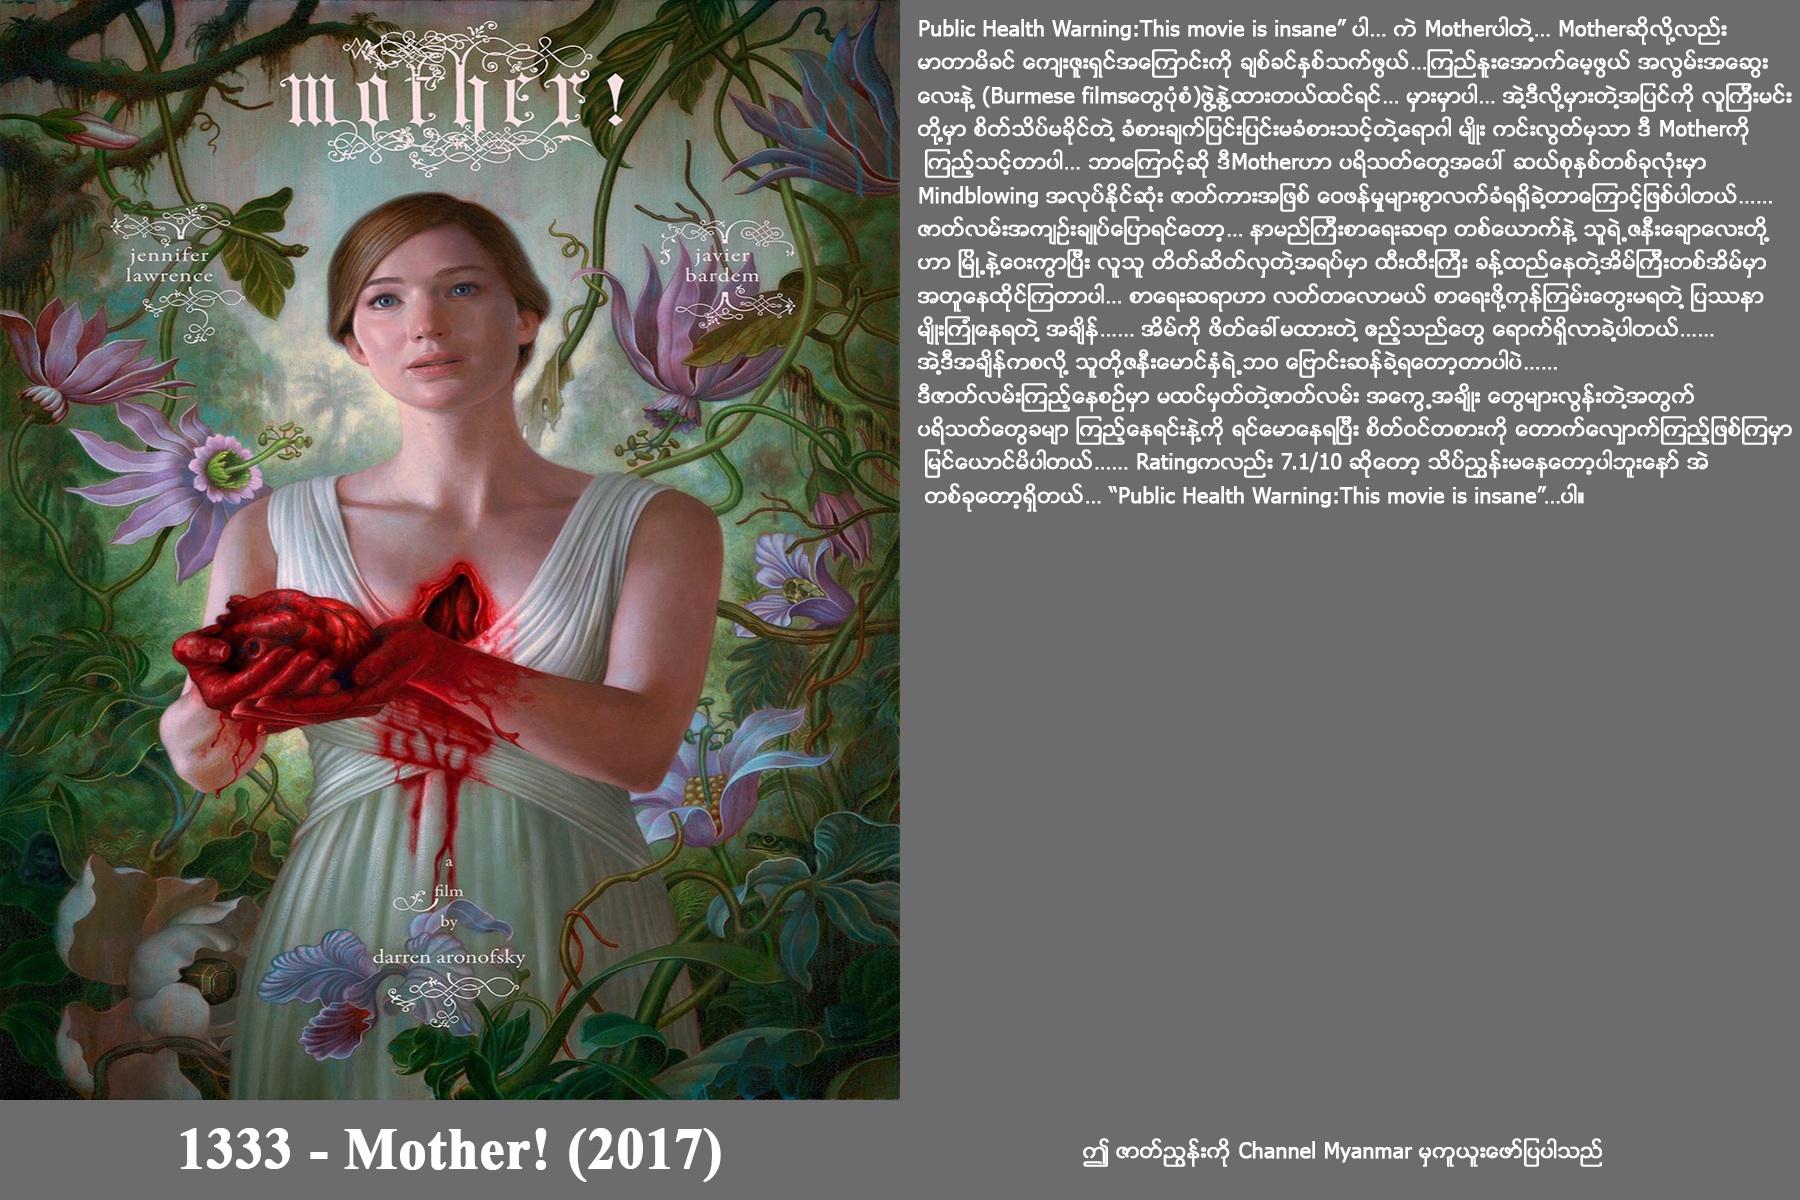 mother!
jennifer
lawrence
javier
bardem
a
film
by
darren aronofsky
1333 - Mother! (2017)
Public Health Warning:This movie is insane” ပါ... ကဲ Motherပါတဲ့... Motherဆိုလို့လည်း
မာတာမိခင် ကျေးဇူးရှင်အကြောင်းကို ချစ်ခင်နှစ်သက်ဖွယ်...ကြည်နူးအောက်မေ့ဖွယ် အလွမ်းအဆွေး
လေးနဲ့ (Burmese filmsတွေပုံစံ)ဖွဲ့နွဲ့ထားတယ်ထင်ရင်... မှားမှာပါ... အဲ့ဒီလို့မှားတဲ့အပြင်ကို လူကြီးမင်း
တို့မှာ စိတ်သိပ်မခိုင်တဲ့ ခံစားချက်ပြင်းပြင်းမခံစားသင့်တဲ့ရောဂါ မျိုး ကင်းလွတ်မှသာ ဒီ Motherကို
ကြည့်သင့်တာပါ... ဘာကြောင့်ဆို ဒီMotherဟာ ပရိသတ်တွေအပေါ် ဆယ်စုနှစ်တစ်ခုလုံးမှာ
Mindblowing အလုပ်နိုင်ဆုံး ဇာတ်ကားအဖြစ် ဝေဖန်မှုများစွာလက်ခံရရှိခဲ့တာကြောင့်ဖြစ်ပါတယ်......
ဇာတ်လမ်းအကျဉ်းချုပ်ပြောရင်တော့... နာမည်ကြီးစာရေးဆရာ တစ်ယောက်နဲ့ သူရဲ့ဇနီးချောလေးတို့
ဟာ မြို့နဲ့ဝေးကွာပြီး လူသူ တိတ်ဆိတ်လှတဲ့အရပ်မှာ ထီးထီးကြီး ခန့်ထည်နေတဲ့အိမ်ကြီးတစ်အိမ်မှာ
အတူနေထိုင်ကြတာပါ... စာရေးဆရာဟာ လတ်တလောမယ် စာရေးဖို့ကုန်ကြမ်းတွေးမရတဲ့ ပြဿနာ
မျိုးကြုံနေရတဲ့ အချိန်...... အိမ်ကို ဖိတ်ခေါ်မထားတဲ့ ဧည့်သည်တွေ ရောက်ရှိလာခဲ့ပါတယ်......
အဲ့ဒီအချိန်ကစလို့ သူတို့ဇနီးမောင်နှံရဲ့ဘဝ ဗြောင်းဆန်ခဲ့ရတော့တာပါပဲ......
ဒီဇာတ်လမ်းကြည့်နေစဉ်မှာ မထင်မှတ်တဲ့ဇာတ်လမ်း အကွေ့အချိုး တွေများလွန်းတဲ့အတွက်
ပရိသတ်တွေခမျာ ကြည့်နေရင်းနဲ့ကို ရင်မောနေရပြီး စိတ်ဝင်တစားကို တောက်လျှောက်ကြည့်ဖြစ်ကြမှာ
မြင်ယောင်မိပါတယ်...... Ratingကလည်း 7.1/10 ဆိုတော့ သိပ်ညွှန်းမနေတော့ပါဘူးနော် အဲ
တစ်ခုတော့ရှိတယ်... “Public Health Warning:This movie is insane”...ပါ။
ဤ ဇာတ်ညွှန်းကို Channel Myanmar မှကူယူးဖော်ပြပါသည်